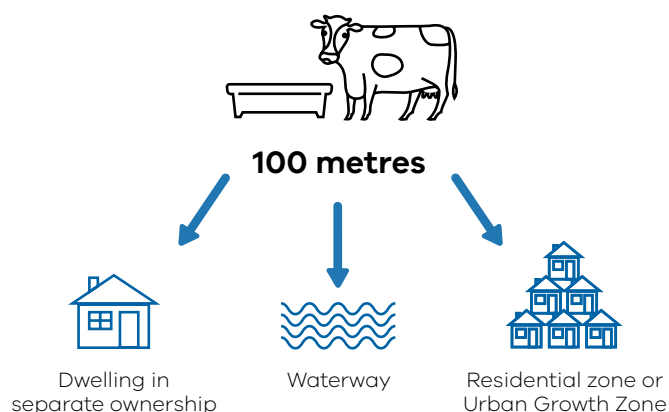 100 metres
Dwelling in
separate ownership
Waterway
Residential zone or
Urban Growth Zone